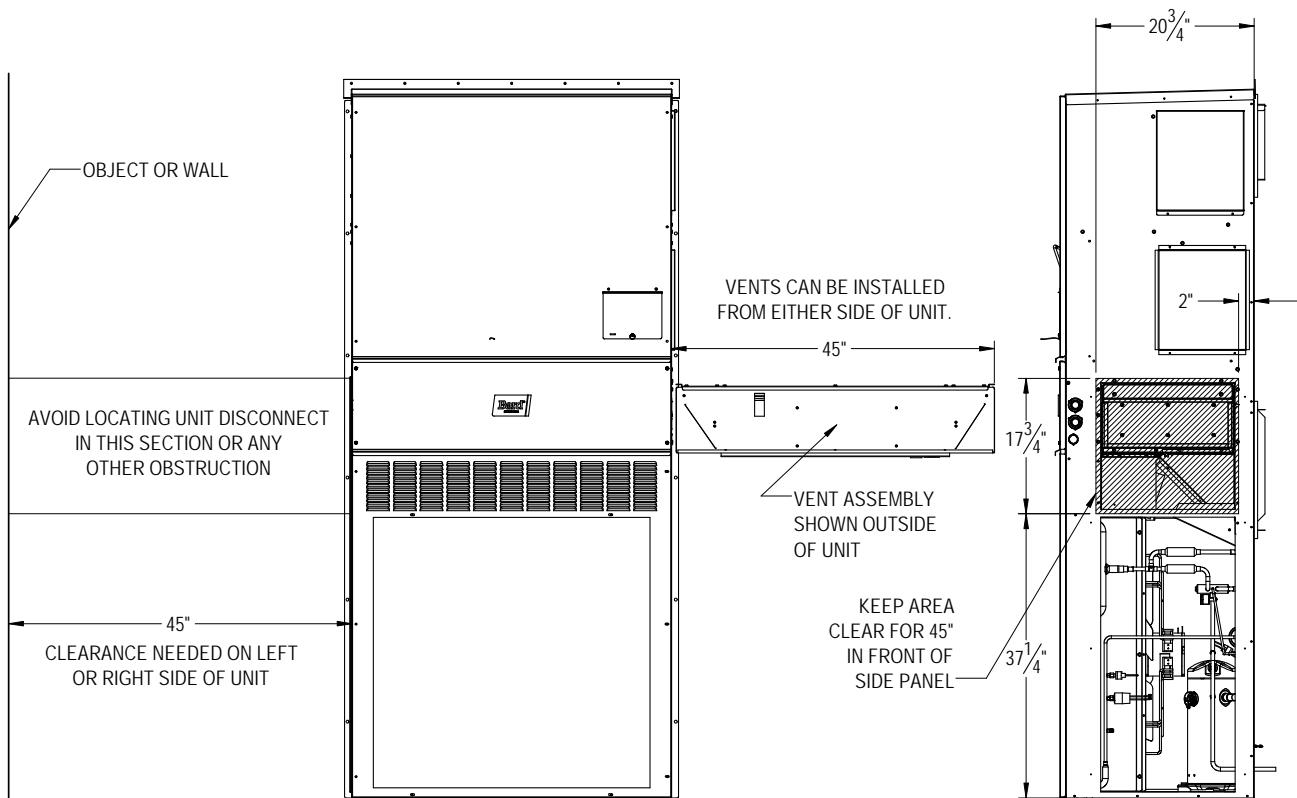 20 3/4"
OBJECT OR WALL
VENTS CAN BE INSTALLED
FROM EITHER SIDE OF UNIT.
2"
45"
Bard
AVOID LOCATING UNIT DISCONNECT
IN THIS SECTION OR ANY
OTHER OBSTRUCTION
17 3/4"
VENT ASSEMBLY
SHOWN OUTSIDE
OF UNIT
KEEP AREA
CLEAR FOR 45"
IN FRONT OF
SIDE PANEL
37 1/4"
45"
CLEARANCE NEEDED ON LEFT
OR RIGHT SIDE OF UNIT